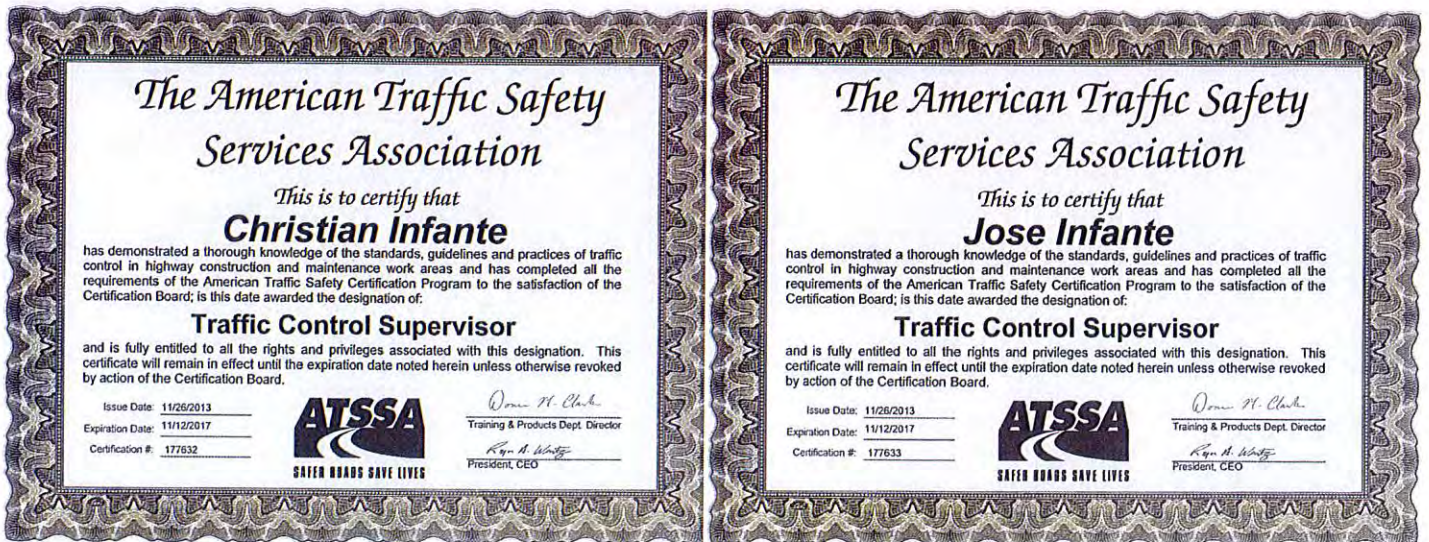 The American Traffic Safety
Services Association
This is to certify that
Christian Infante
has demonstrated a thorough knowledge of the standards, guidelines and practices of traffic
control in highway construction and maintenance work areas and has completed all the
requirements of the American Traffic Safety Certification Program to the satisfaction of the
Certification Board; is this date awarded the designation of:
Traffic Control Supervisor
and is fully entitled to all the rights and privileges associated with this designation. This
certificate will remain in effect until the expiration date noted herein unless otherwise revoked
by action of the Certification Board.
Issue Date: 11/26/2013
Expiration Date: 11/12/2017
Certification #: 177632
ATSSA
SAFER ROADS SAVE LIVES
Training & Products Dept. Director
President, CEO
The American Traffic Safety
Services Association
This is to certify that
Jose Infante
has demonstrated a thorough knowledge of the standards, guidelines and practices of traffic
control in highway construction and maintenance work areas and has completed all the
requirements of the American Traffic Safety Certification Program to the satisfaction of the
Certification Board; is this date awarded the designation of:
Traffic Control Supervisor
and is fully entitled to all the rights and privileges associated with this designation. This
certificate will remain in effect until the expiration date noted herein unless otherwise revoked
by action of the Certification Board.
Issue Date: 11/26/2013
Expiration Date: 11/12/2017
Certification #: 177633
ATSSA
SAFER ROADS SAVE LIVES
Training & Products Dept. Director
President, CEO